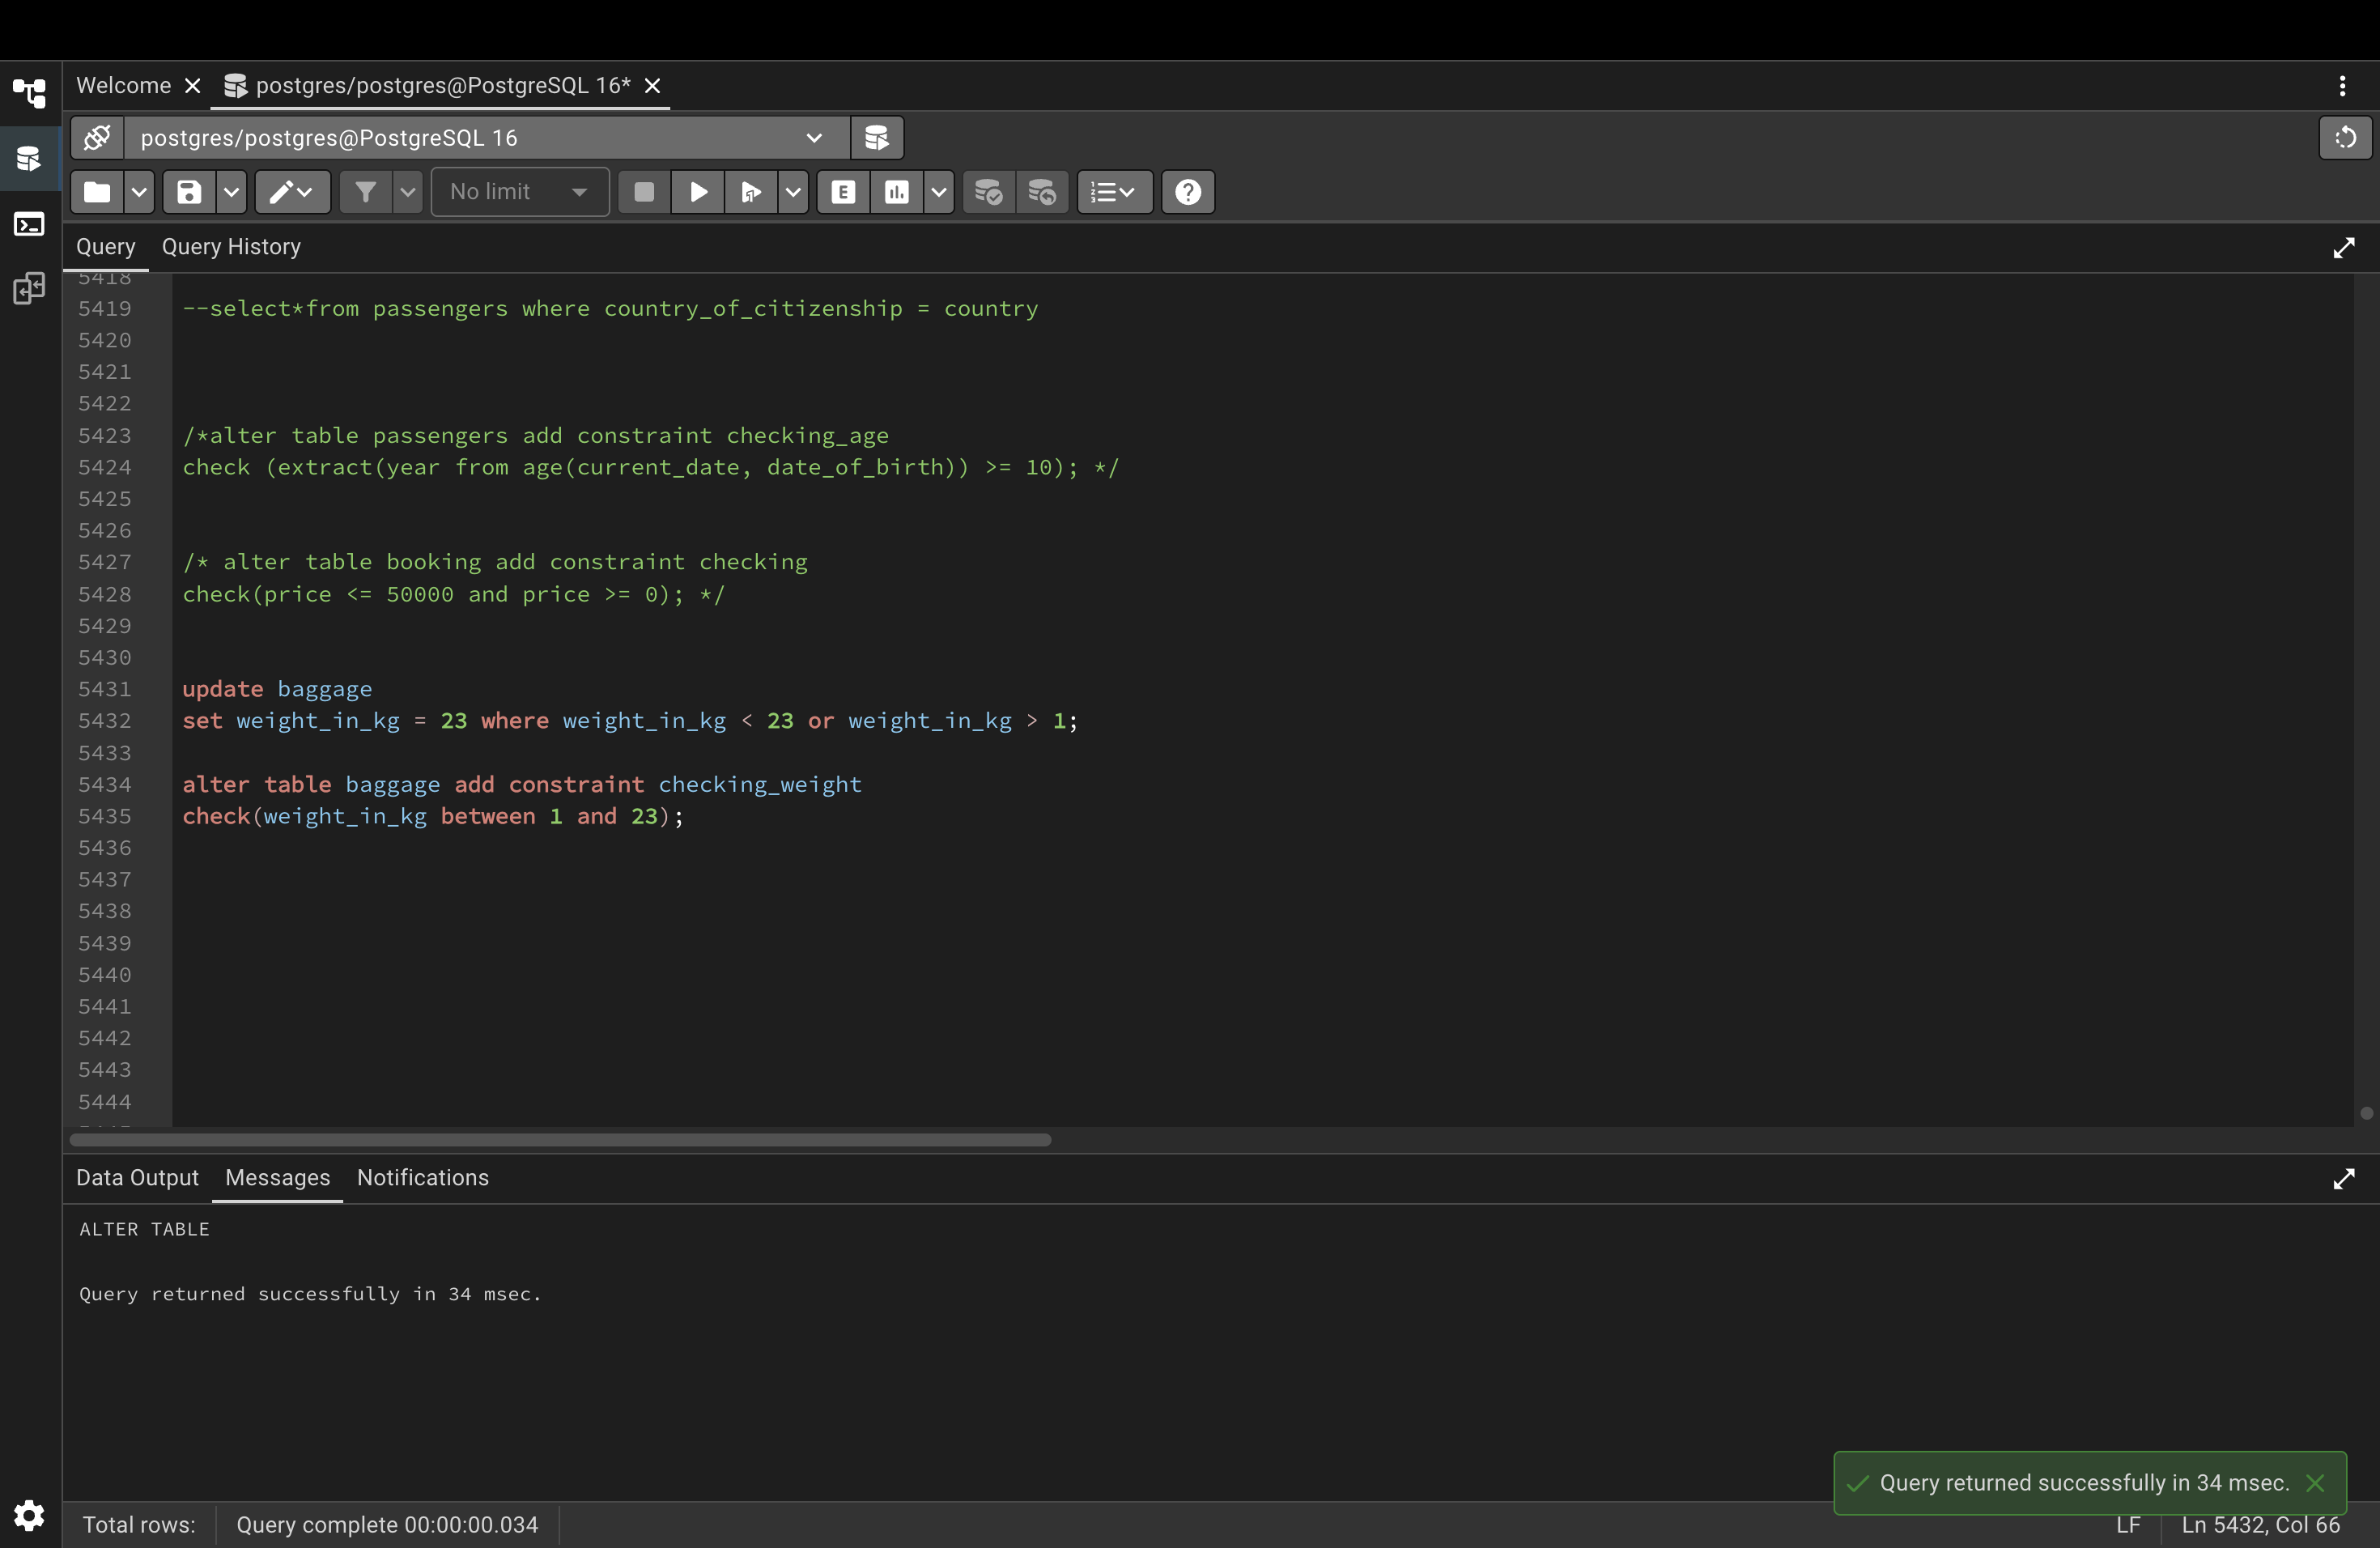 Welcome
postgres/postgres@PostgreSQL 16*
postgres/postgres@PostgreSQL 16
No limit
E
Query Query History
5418
5419 --select*from passengers where country_of_citizenship = country
5420
5421
5422
5423 /*alter table passengers add constraint checking_age
5424 check (extract(year from age(current_date, date_of_birth)) >= 10); */
5425
5426
5427 /* alter table booking add constraint checking
5428 check(price <= 50000 and price >= 0); */
5429
5430
5431 update baggage
5432 set weight_in_kg = 23 where weight_in_kg < 23 or weight_in_kg > 1;
5433
5434 alter table baggage add constraint checking_weight
5435 check(weight_in_kg between 1 and 23);
5436
5437
5438
5439
5440
5441
5442
5443
5444
Data Output Messages Notifications
ALTER TABLE
Query returned successfully in 34 msec.
Query returned successfully in 34 msec.
Total rows: Query complete 00:00:00.034 LF Ln 5432, Col 66